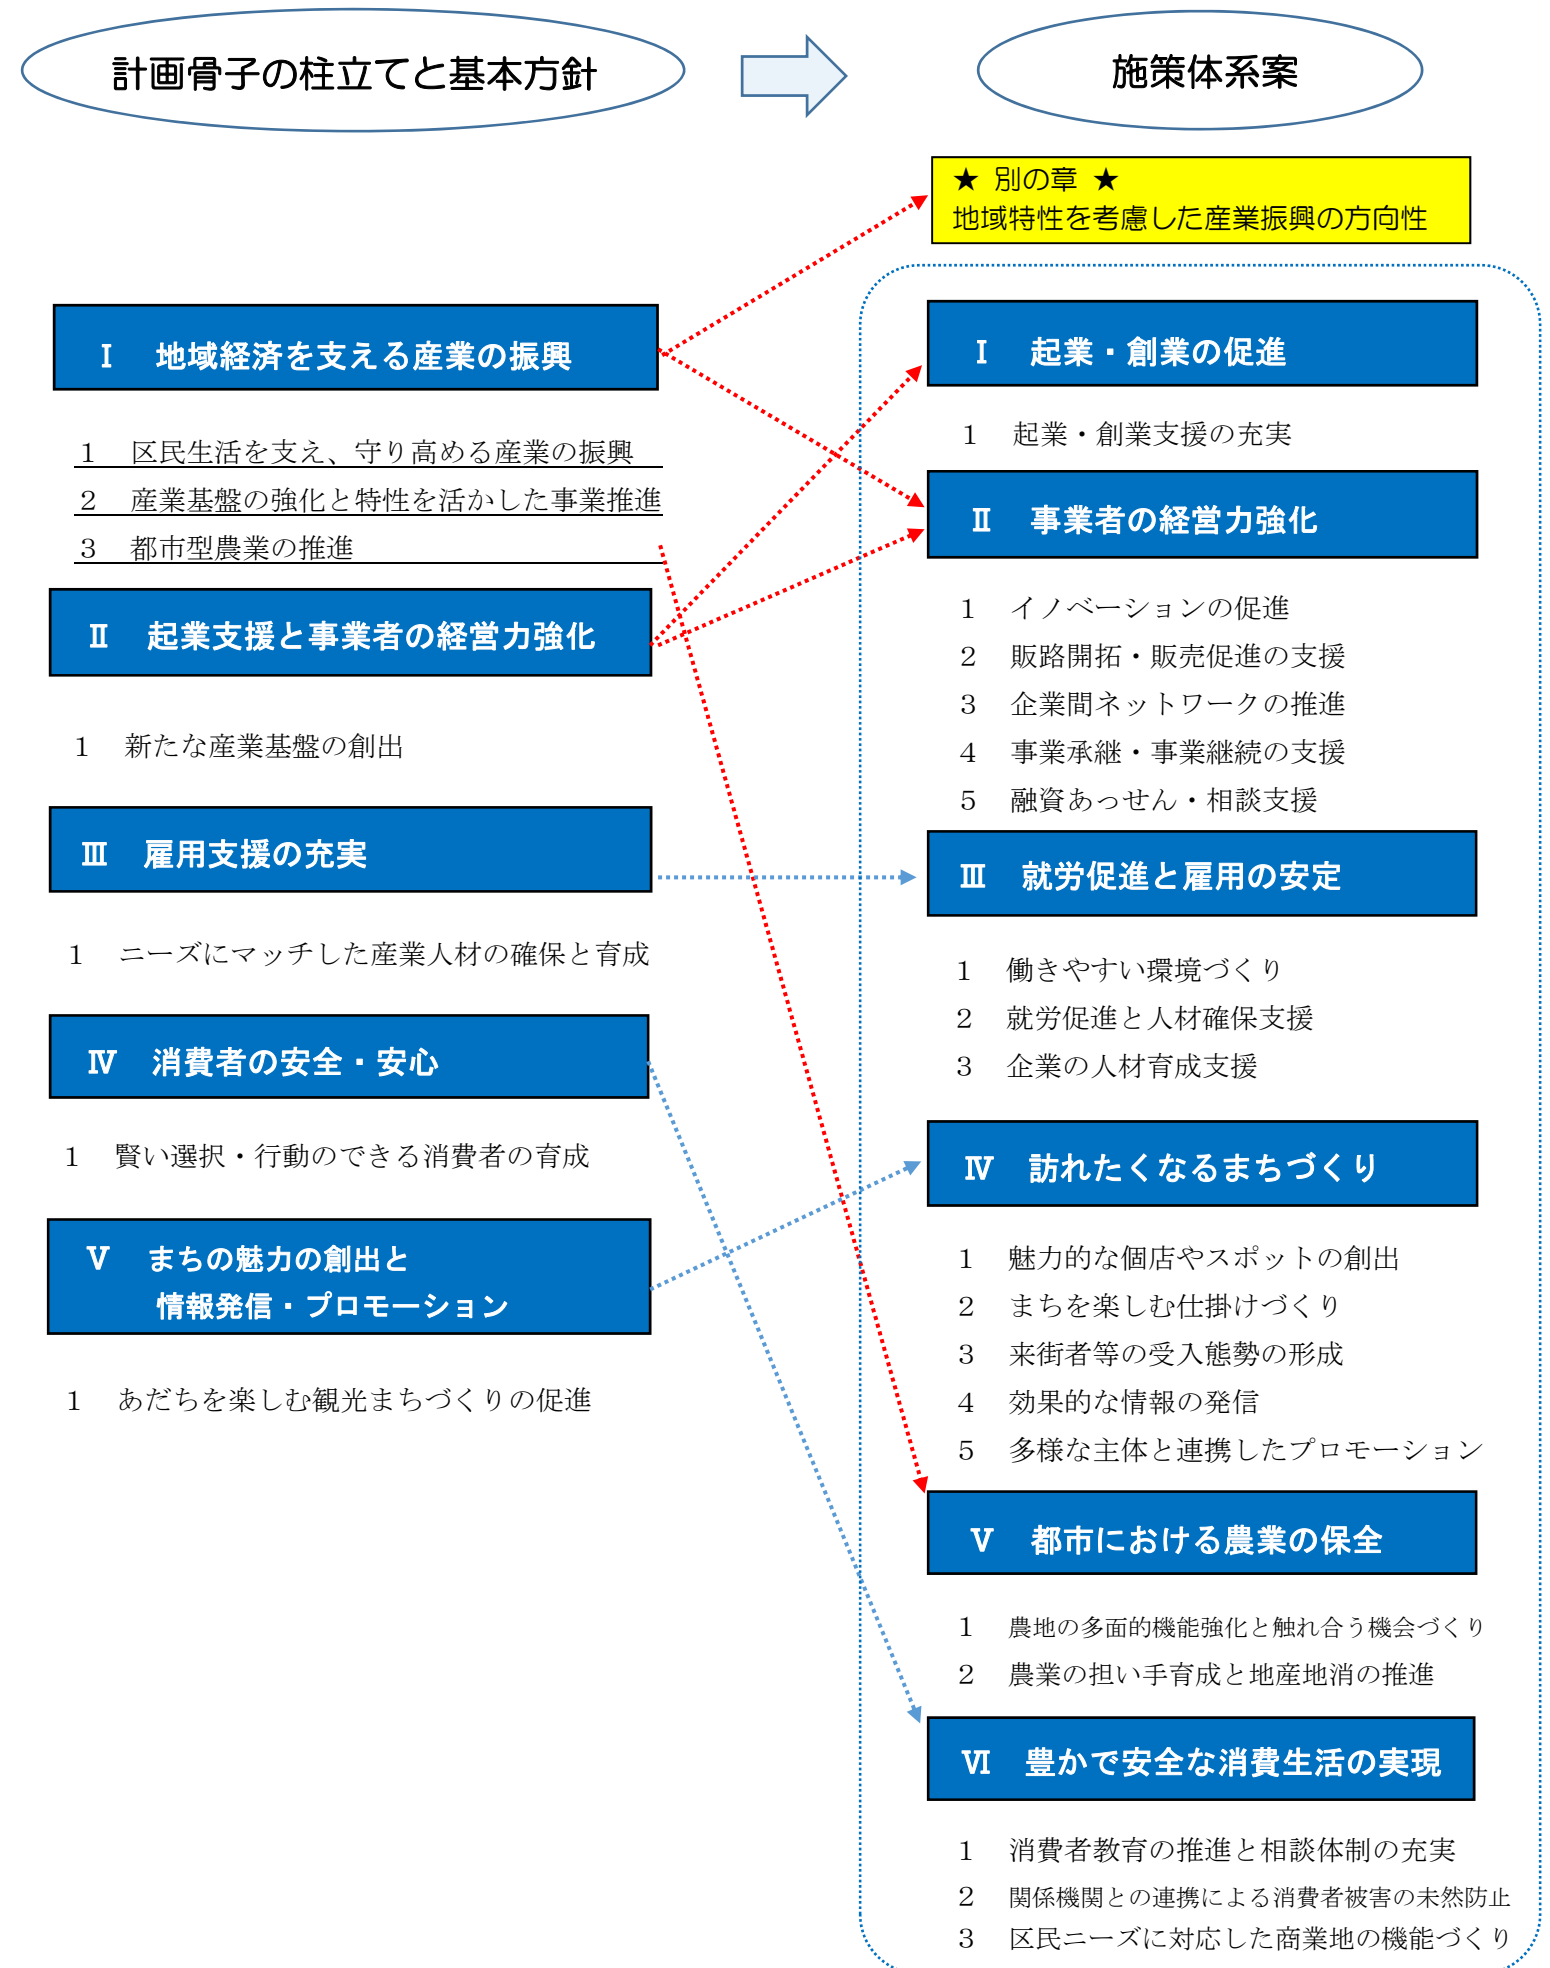 計画骨子の柱立てと基本方針
施策体系案
★ 別の章 ★
地域特性を考慮した産業振興の方向性
Ⅰ 地域経済を支える産業の振興
１ 区民生活を支え、守り高める産業の振興
２ 産業基盤の強化と特性を活かした事業推進
３ 都市型農業の推進
Ⅱ 起業支援と事業者の経営力強化
１ 新たな産業基盤の創出
Ⅲ 雇用支援の充実
１ ニーズにマッチした産業人材の確保と育成
Ⅳ 消費者の安全・安心
１ 賢い選択・行動のできる消費者の育成
Ⅴ まちの魅力の創出と
情報発信・プロモーション
１ あだちを楽しむ観光まちづくりの促進
Ⅰ 起業・創業の促進
１ 起業・創業支援の充実
Ⅱ 事業者の経営力強化
１ イノベーションの促進
２ 販路開拓・販売促進の支援
３ 企業間ネットワークの推進
４ 事業承継・事業継続の支援
５ 融資あっせん・相談支援
Ⅲ 就労促進と雇用の安定
１ 働きやすい環境づくり
２ 就労促進と人材確保支援
３ 企業の人材育成支援
Ⅳ 訪れたくなるまちづくり
１ 魅力的な個店やスポットの創出
２ まちを楽しむ仕掛けづくり
３ 来街者等の受入態勢の形成
４ 効果的な情報の発信
５ 多様な主体と連携したプロモーション
Ⅴ 都市における農業の保全
１ 農地の多面的機能強化と触れ合う機会づくり
２ 農業の担い手育成と地産地消の推進
Ⅵ 豊かで安全な消費生活の実現
１ 消費者教育の推進と相談体制の充実
２ 関係機関との連携による消費者被害の未然防止
３ 区民ニーズに対応した商業地の機能づくり